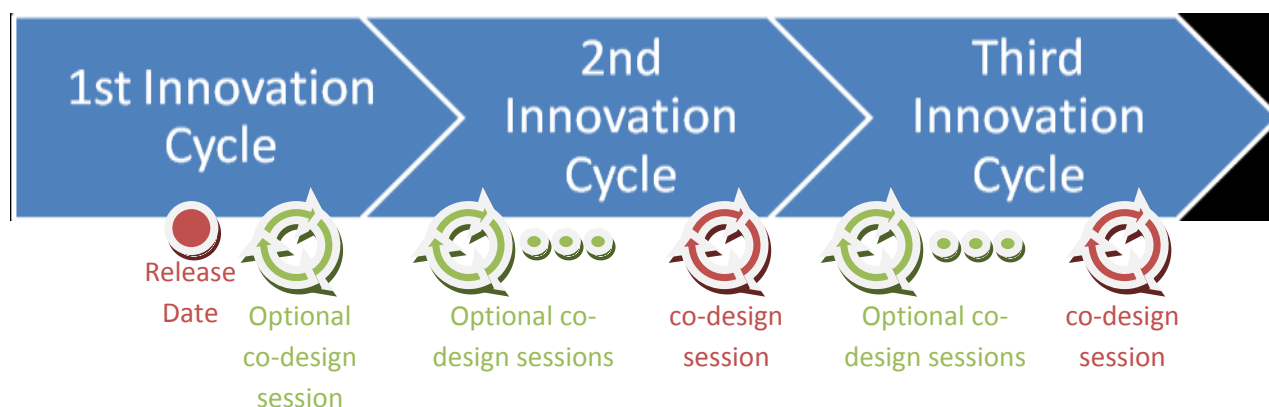 1st Innovation
Cycle
2nd
Innovation
Cycle
Third
Innovation
Cycle
Release
Date
Optional
co-design
session
Optional co-
design sessions
co-design
session
Optional co-
design sessions
co-design
session